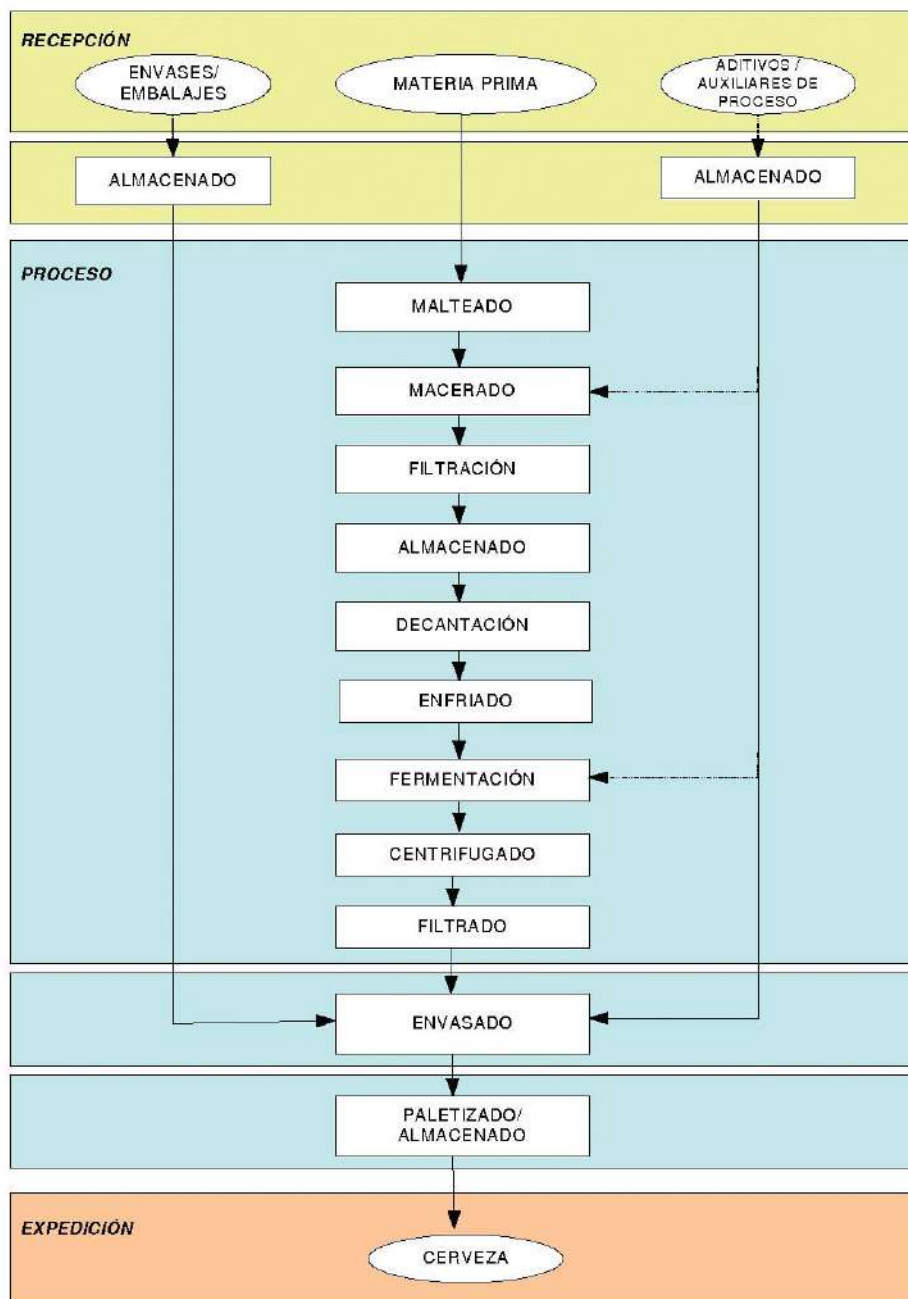 RECEPCIÓN
ENVASES/
EMBALAJES
MATERIA PRIMA
ADITIVOS /
AUXILIARES DE
PROCESO
ALMACENADO
ALMACENADO
PROCESO
MALTEADO
MACERADO
FILTRACIÓN
ALMACENADO
DECANTACIÓN
ENFRIADO
FERMENTACIÓN
CENTRIFUGADO
FILTRADO
ENVASADO
PALETIZADO/
ALMACENADO
EXPEDICIÓN
CERVEZA